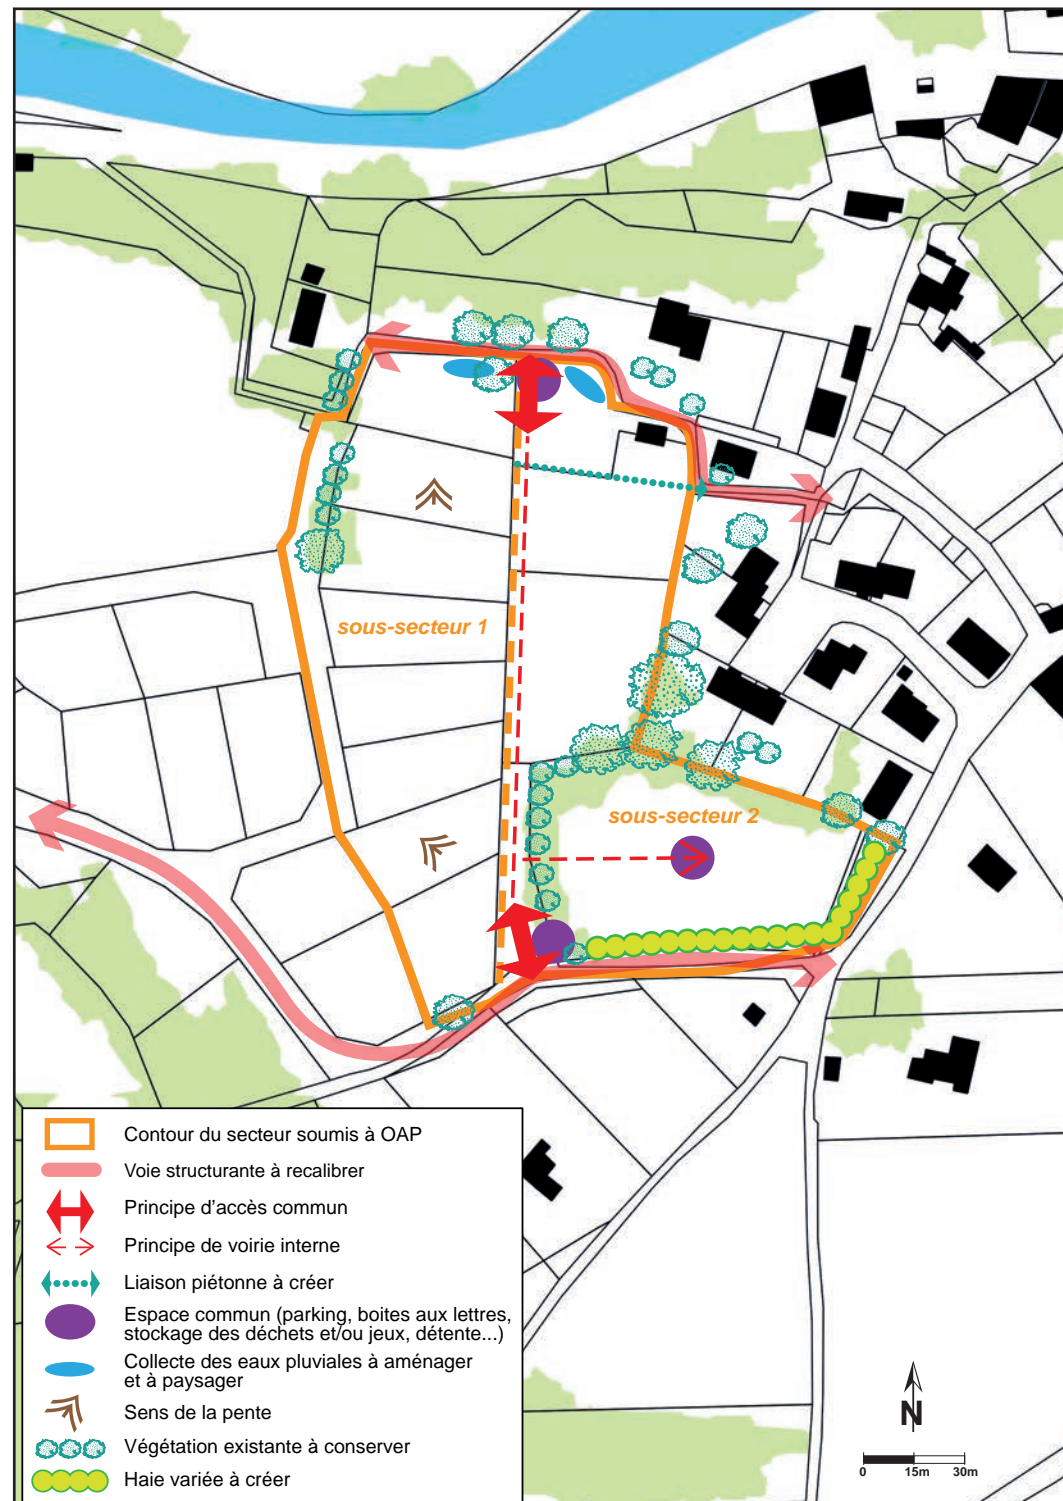 sous-secteur 1
sous-secteur 2
Contour du secteur soumis à OAP
Voie structurante à recalibrer
Principe d'accès commun
Principe de voirie interne
Liaison piétonne à créer
Espace commun (parking, boites aux lettres,
stockage des déchets et/ou jeux, détente...)
Collecte des eaux pluviales à aménager
et à paysager
Sens de la pente
Végétation existante à conserver
Haie variée à créer
N
0 15m 30m